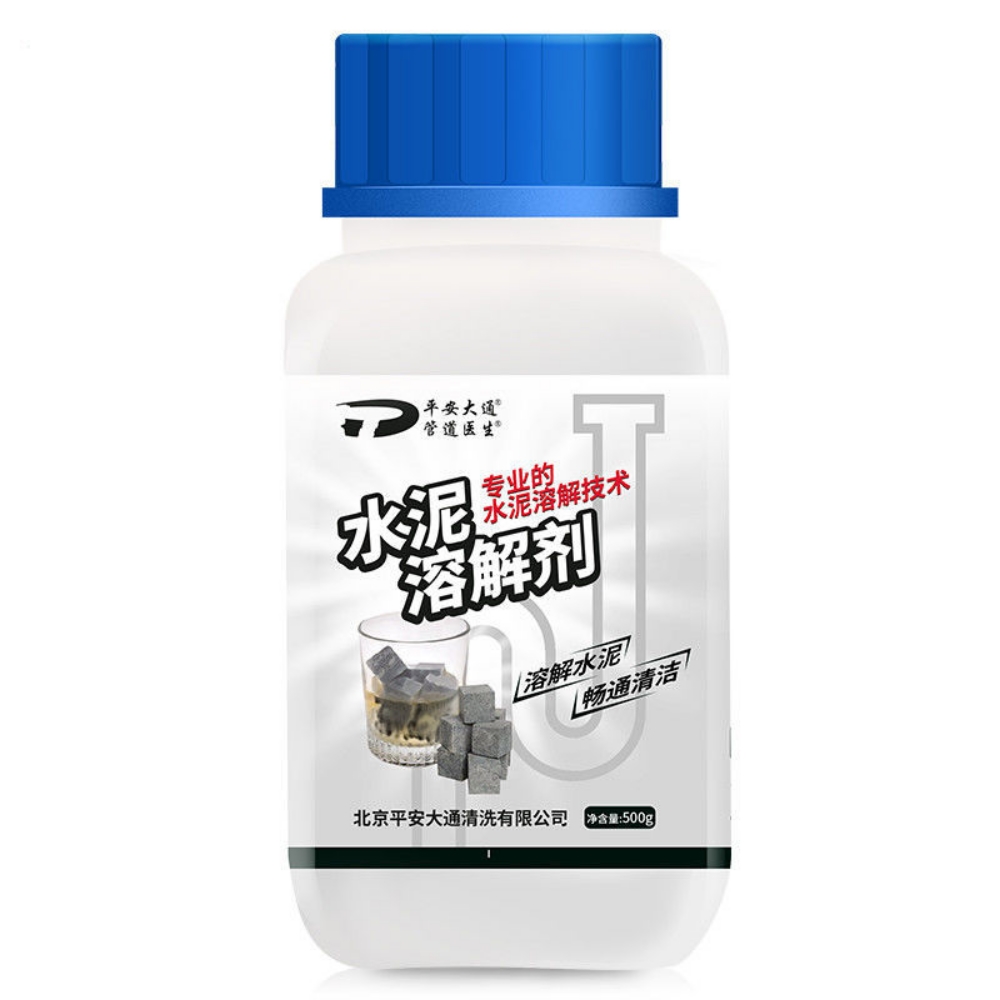 平安大通®
管道医生®
专业的
水泥溶解技术
水泥
溶解剂
溶解水泥
畅通清洁
北京平安大通清洗有限公司
净含量:500g